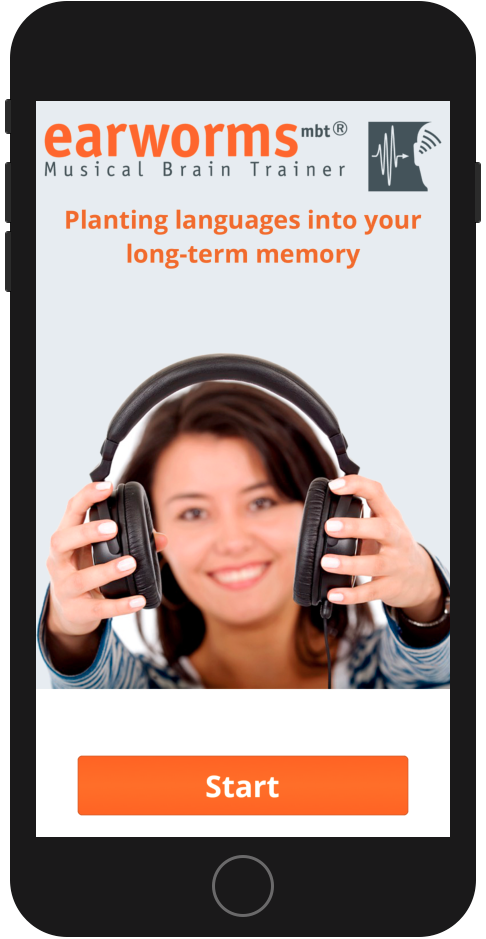 earworms mbt®
Musical Brain Trainer
Planting languages into your
long-term memory
Start